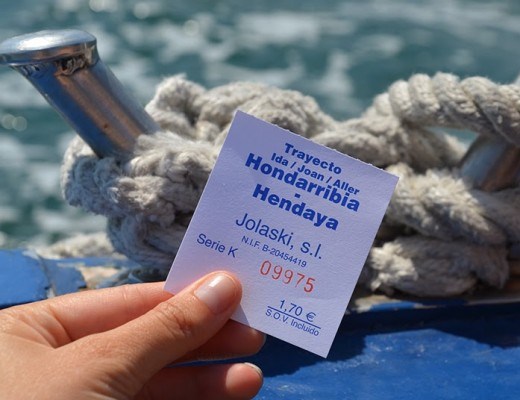 Trayecto
Ida / Joan / Aller
Hondarribia
-
Hendaya
Jolaski, s.l.
N.I.F. B-20454419
Serie K 09975
1,70 €
S.O.V. Incluido